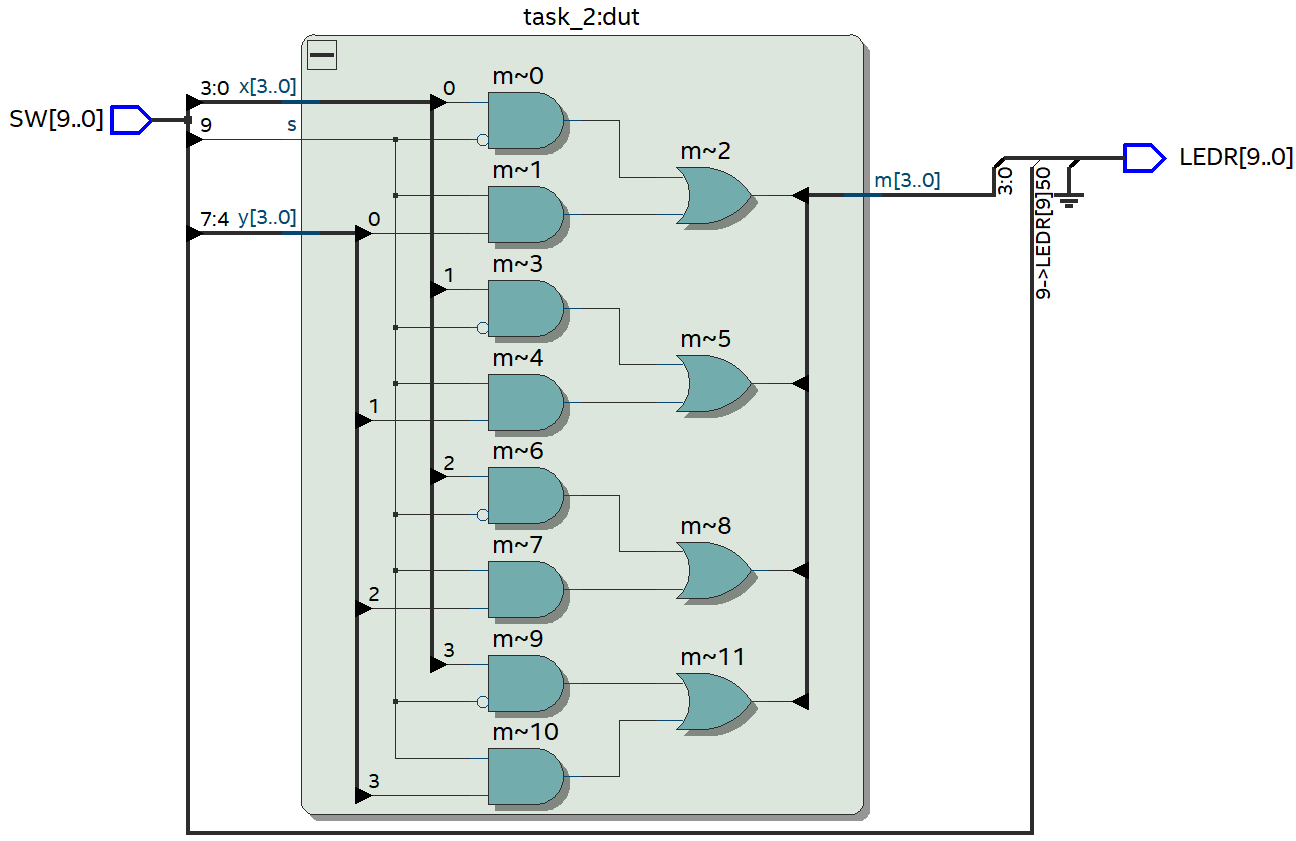 task_2:dut
SW[9..0]
3:0 x[3..0]
9 s
7:4 y[3..0]
0
m~0
m~1
0
m~2
1
m~3
m~4
1
m~5
2
m~6
m~7
2
m~8
3
m~9
m~10
3
m~11
m[3..0]
3:0
9->LEDR[9]
LEDR[9..0]